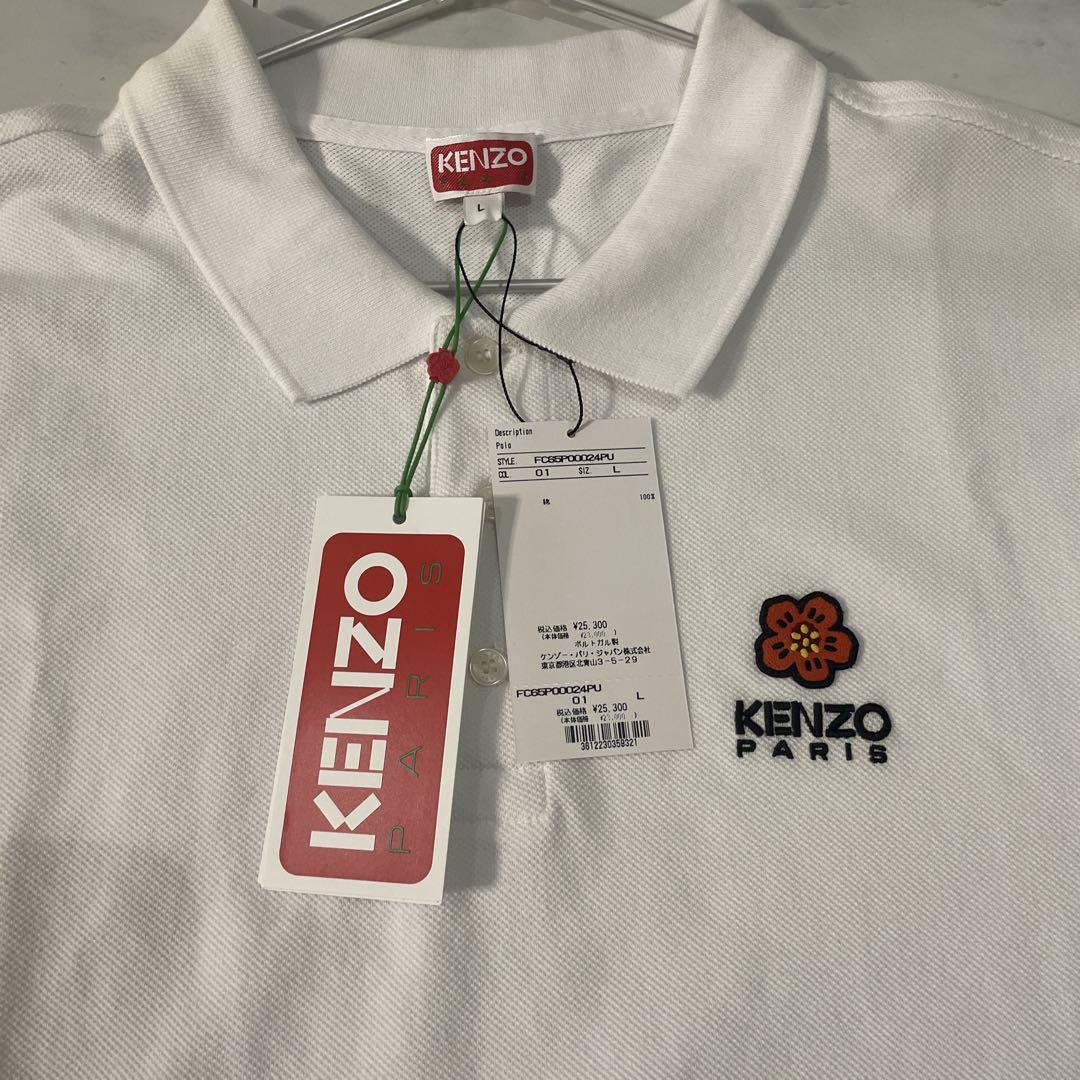 KENZO
PARIS
L
KENZO
PARIS
Description
Polo
STYLE. FC65P00024PU
COL. 01 SIZ. L
綿 100%
税込価格 ¥25,300
(本体価格 ¥23,000 )
ポルトガル製
ケンゾー・パリ・ジャパン株式会社
東京都港区北青山3-5-29
FC65P00024PU
01 L
税込価格 ¥25,300
(本体価格 ¥23,000 )
3612230359321
KENZO
PARIS